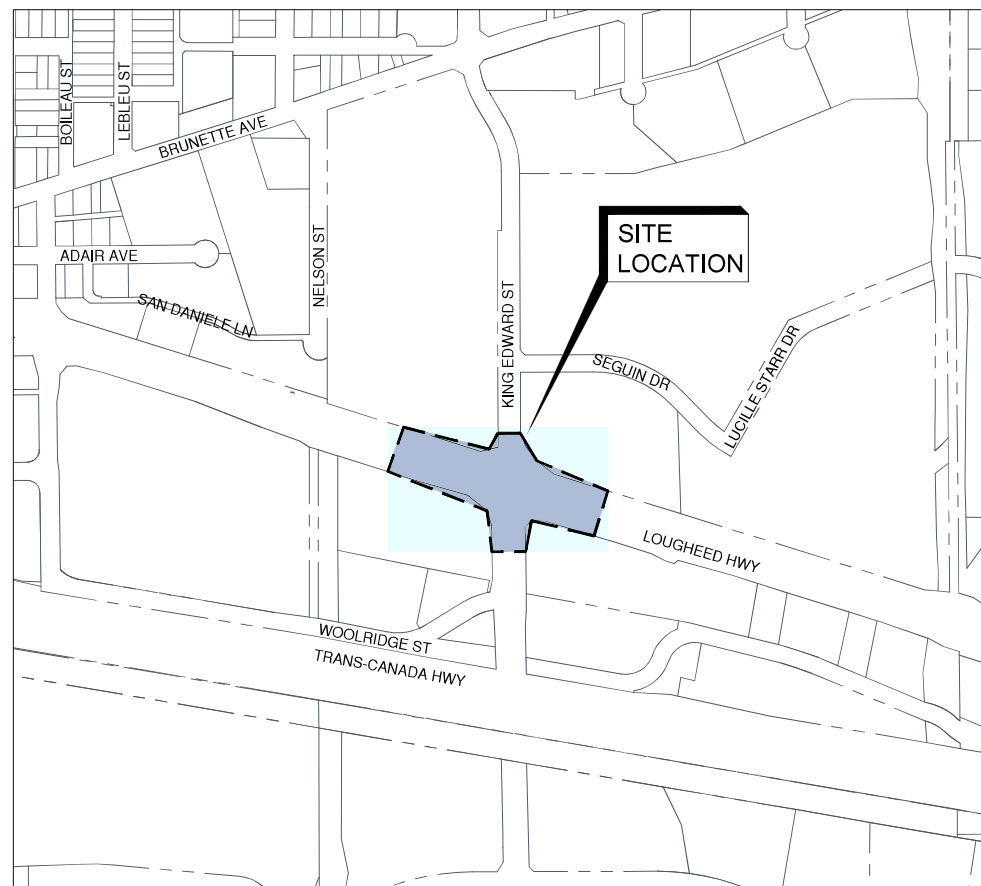 BOILEAU ST
LEBLEU ST
BRUNETTE AVE
ADAIR AVE
SAN DANIELE LN
NELSON ST
KING EDWARD ST
SITE
LOCATION
SEGUIN DR
LUCILLE STARR DR
LOUGHEED HWY
WOOLRIDGE ST
TRANS-CANADA HWY